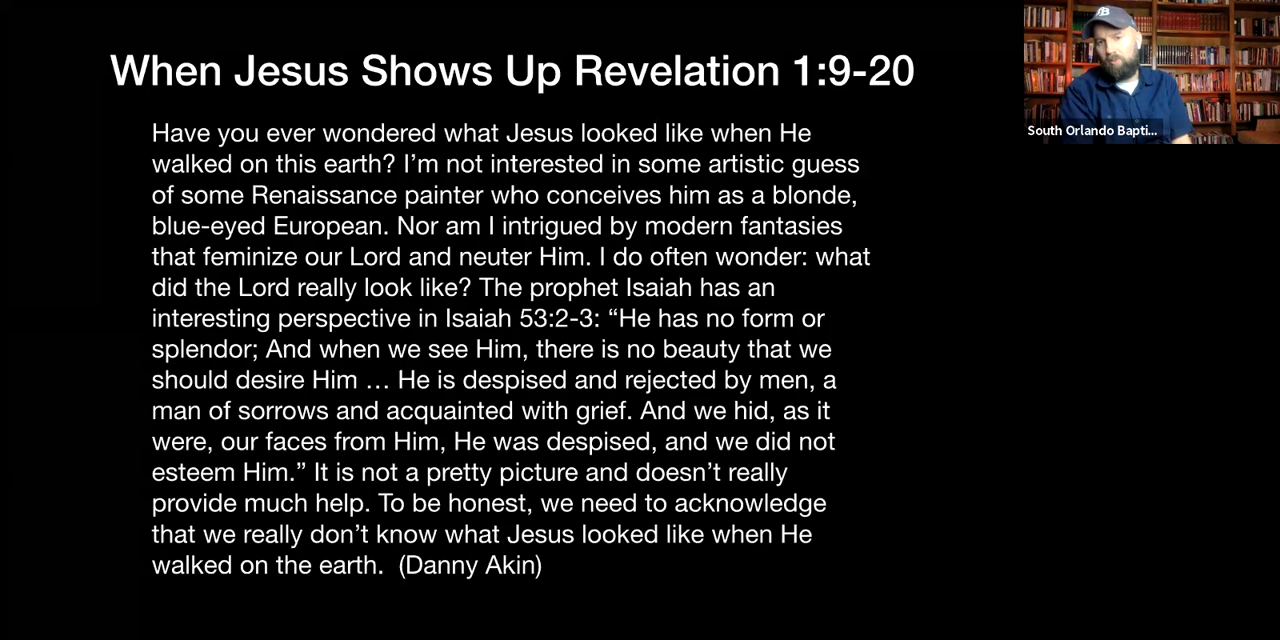 When Jesus Shows Up Revelation 1:9-20
Have you ever wondered what Jesus looked like when He
walked on this earth? I’m not interested in some artistic guess
of some Renaissance painter who conceives him as a blonde,
blue-eyed European. Nor am I intrigued by modern fantasies
that feminize our Lord and neuter Him. I do often wonder: what
did the Lord really look like? The prophet Isaiah has an
interesting perspective in Isaiah 53:2-3: “He has no form or
splendor; And when we see Him, there is no beauty that we
should desire Him … He is despised and rejected by men, a
man of sorrows and acquainted with grief. And we hid, as it
were, our faces from Him, He was despised, and we did not
esteem Him.” It is not a pretty picture and doesn’t really
provide much help. To be honest, we need to acknowledge
that we really don’t know what Jesus looked like when He
walked on the earth.  (Danny Akin)
South Orlando Bapti...